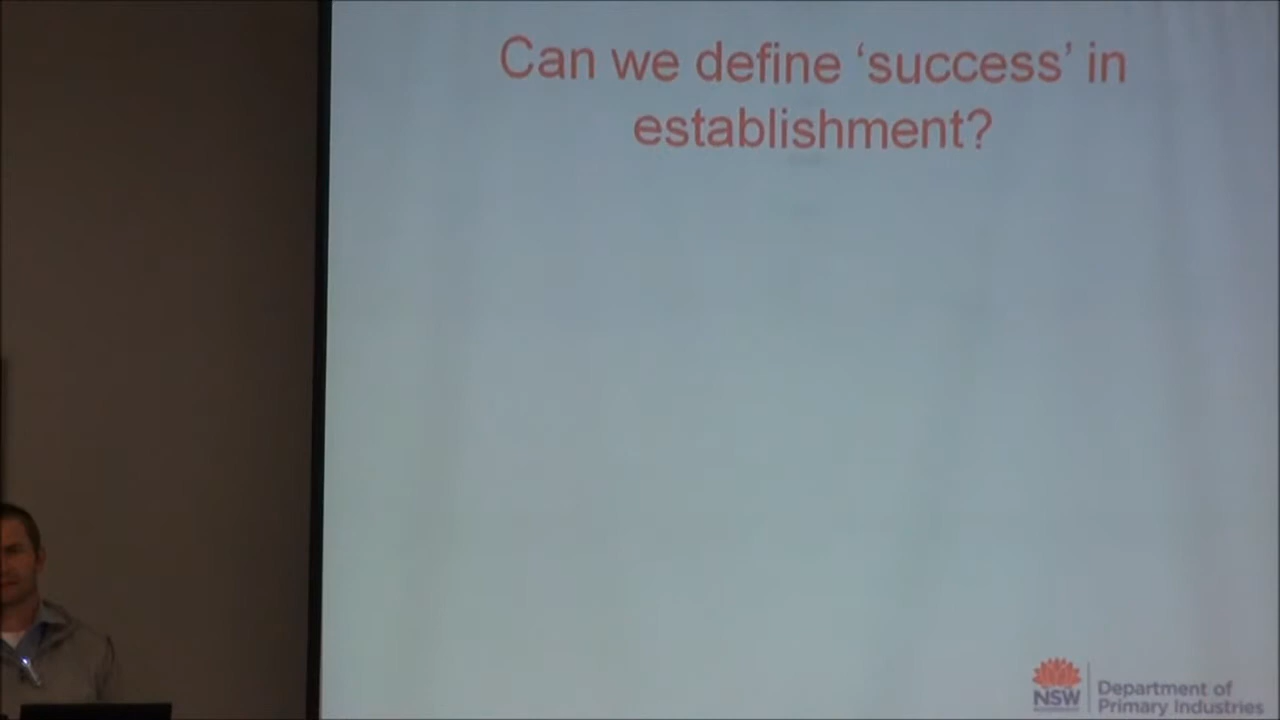 Can we define ‘success’ in
establishment?
NSW
Department of
Primary Industries